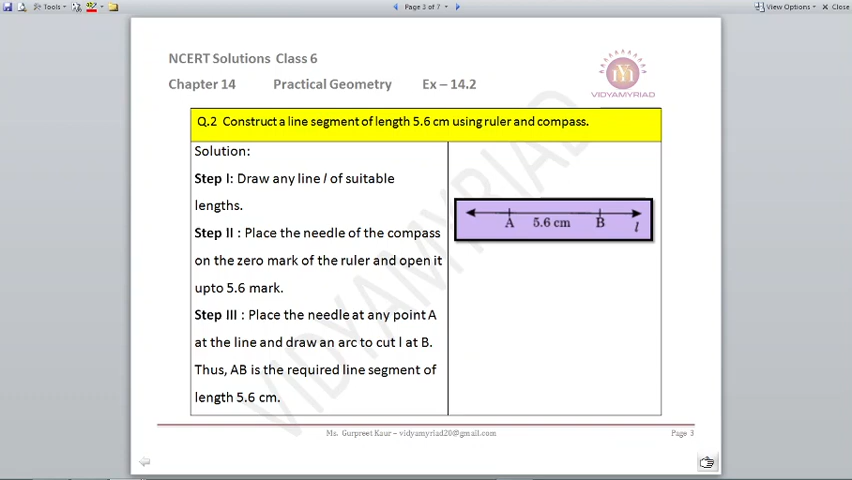 Tools
Page 3 of 7
View Options
Close
NCERT Solutions Class 6
Chapter 14 Practical Geometry Ex – 14.2
VIDYAMYRIAD
Q.2 Construct a line segment of length 5.6 cm using ruler and compass.
Solution:
Step I: Draw any line l of suitable
lengths.
Step II : Place the needle of the compass
on the zero mark of the ruler and open it
upto 5.6 mark.
Step III : Place the needle at any point A
at the line and draw an arc to cut l at B.
Thus, AB is the required line segment of
length 5.6 cm.
A 5.6 cm B l
VIDYAMYRIAD
Ms. Gurpreet Kaur – vidyamyriad20@gmail.com Page 3